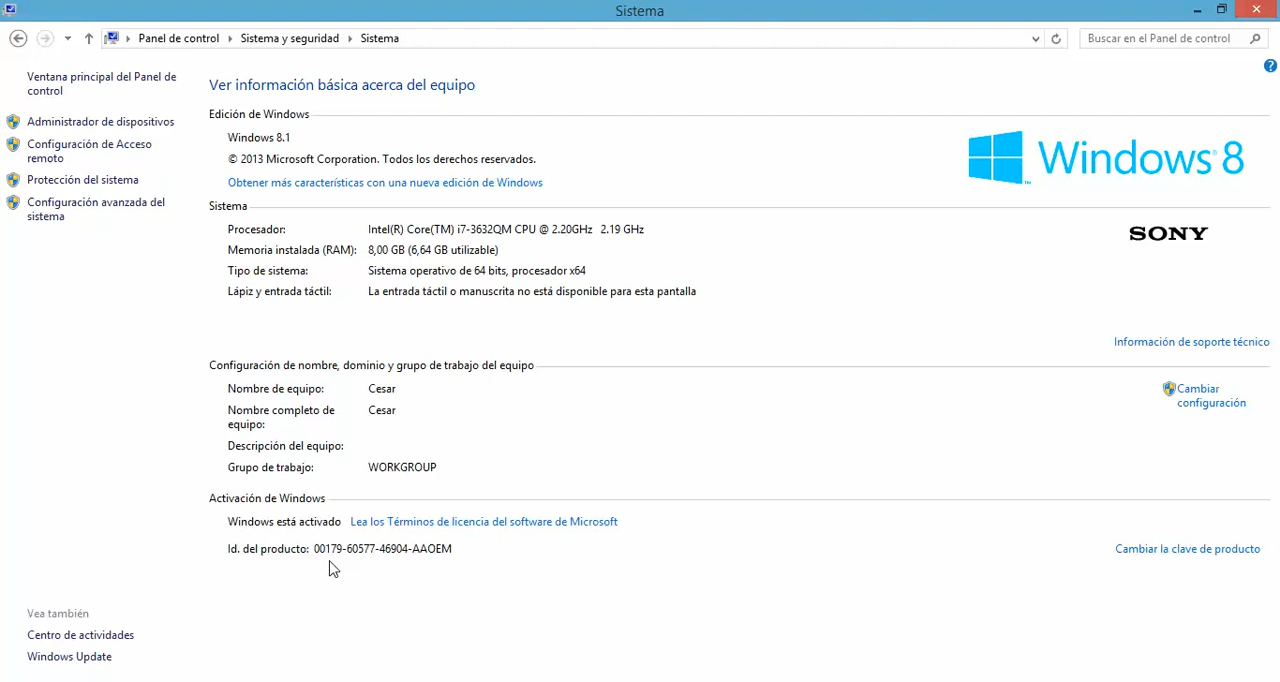 Sistema
Panel de control Sistema y seguridad Sistema
Buscar en el Panel de control
Ventana principal del Panel de
control
Administrador de dispositivos
Configuración de Acceso
remoto
Protección del sistema
Configuración avanzada del
sistema
Ver información básica acerca del equipo
Edición de Windows
Windows 8.1
© 2013 Microsoft Corporation. Todos los derechos reservados.
Obtener más características con una nueva edición de Windows
Windows 8
Sistema
Procesador: Intel(R) Core(TM) i7-3632QM CPU @ 2.20GHz 2.19 GHz
Memoria instalada (RAM): 8,00 GB (6,64 GB utilizable)
Tipo de sistema: Sistema operativo de 64 bits, procesador x64
Lápiz y entrada táctil: La entrada táctil o manuscrita no está disponible para esta pantalla
SONY
Información de soporte técnico
Configuración de nombre, dominio y grupo de trabajo del equipo
Nombre de equipo: Cesar
Nombre completo de Cesar
equipo:
Descripción del equipo:
Grupo de trabajo: WORKGROUP
Cambiar
configuración
Activación de Windows
Windows está activado Lea los Términos de licencia del software de Microsoft
Id. del producto: 00179-60577-46904-AAOEM
Cambiar la clave de producto
Vea también
Centro de actividades
Windows Update